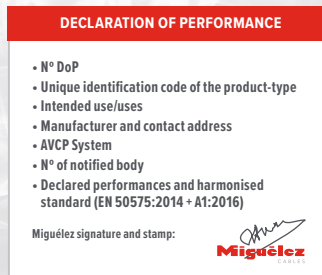 DECLARATION OF PERFORMANCE
• Nº DoP
• Unique identification code of the product-type
• Intended use/uses
• Manufacturer and contact address
• AVCP System
• Nº of notified body
• Declared performances and harmonised
standard (EN 50575:2014 + A1:2016)
Miguélez signature and stamp:
Miguélez
CABLES